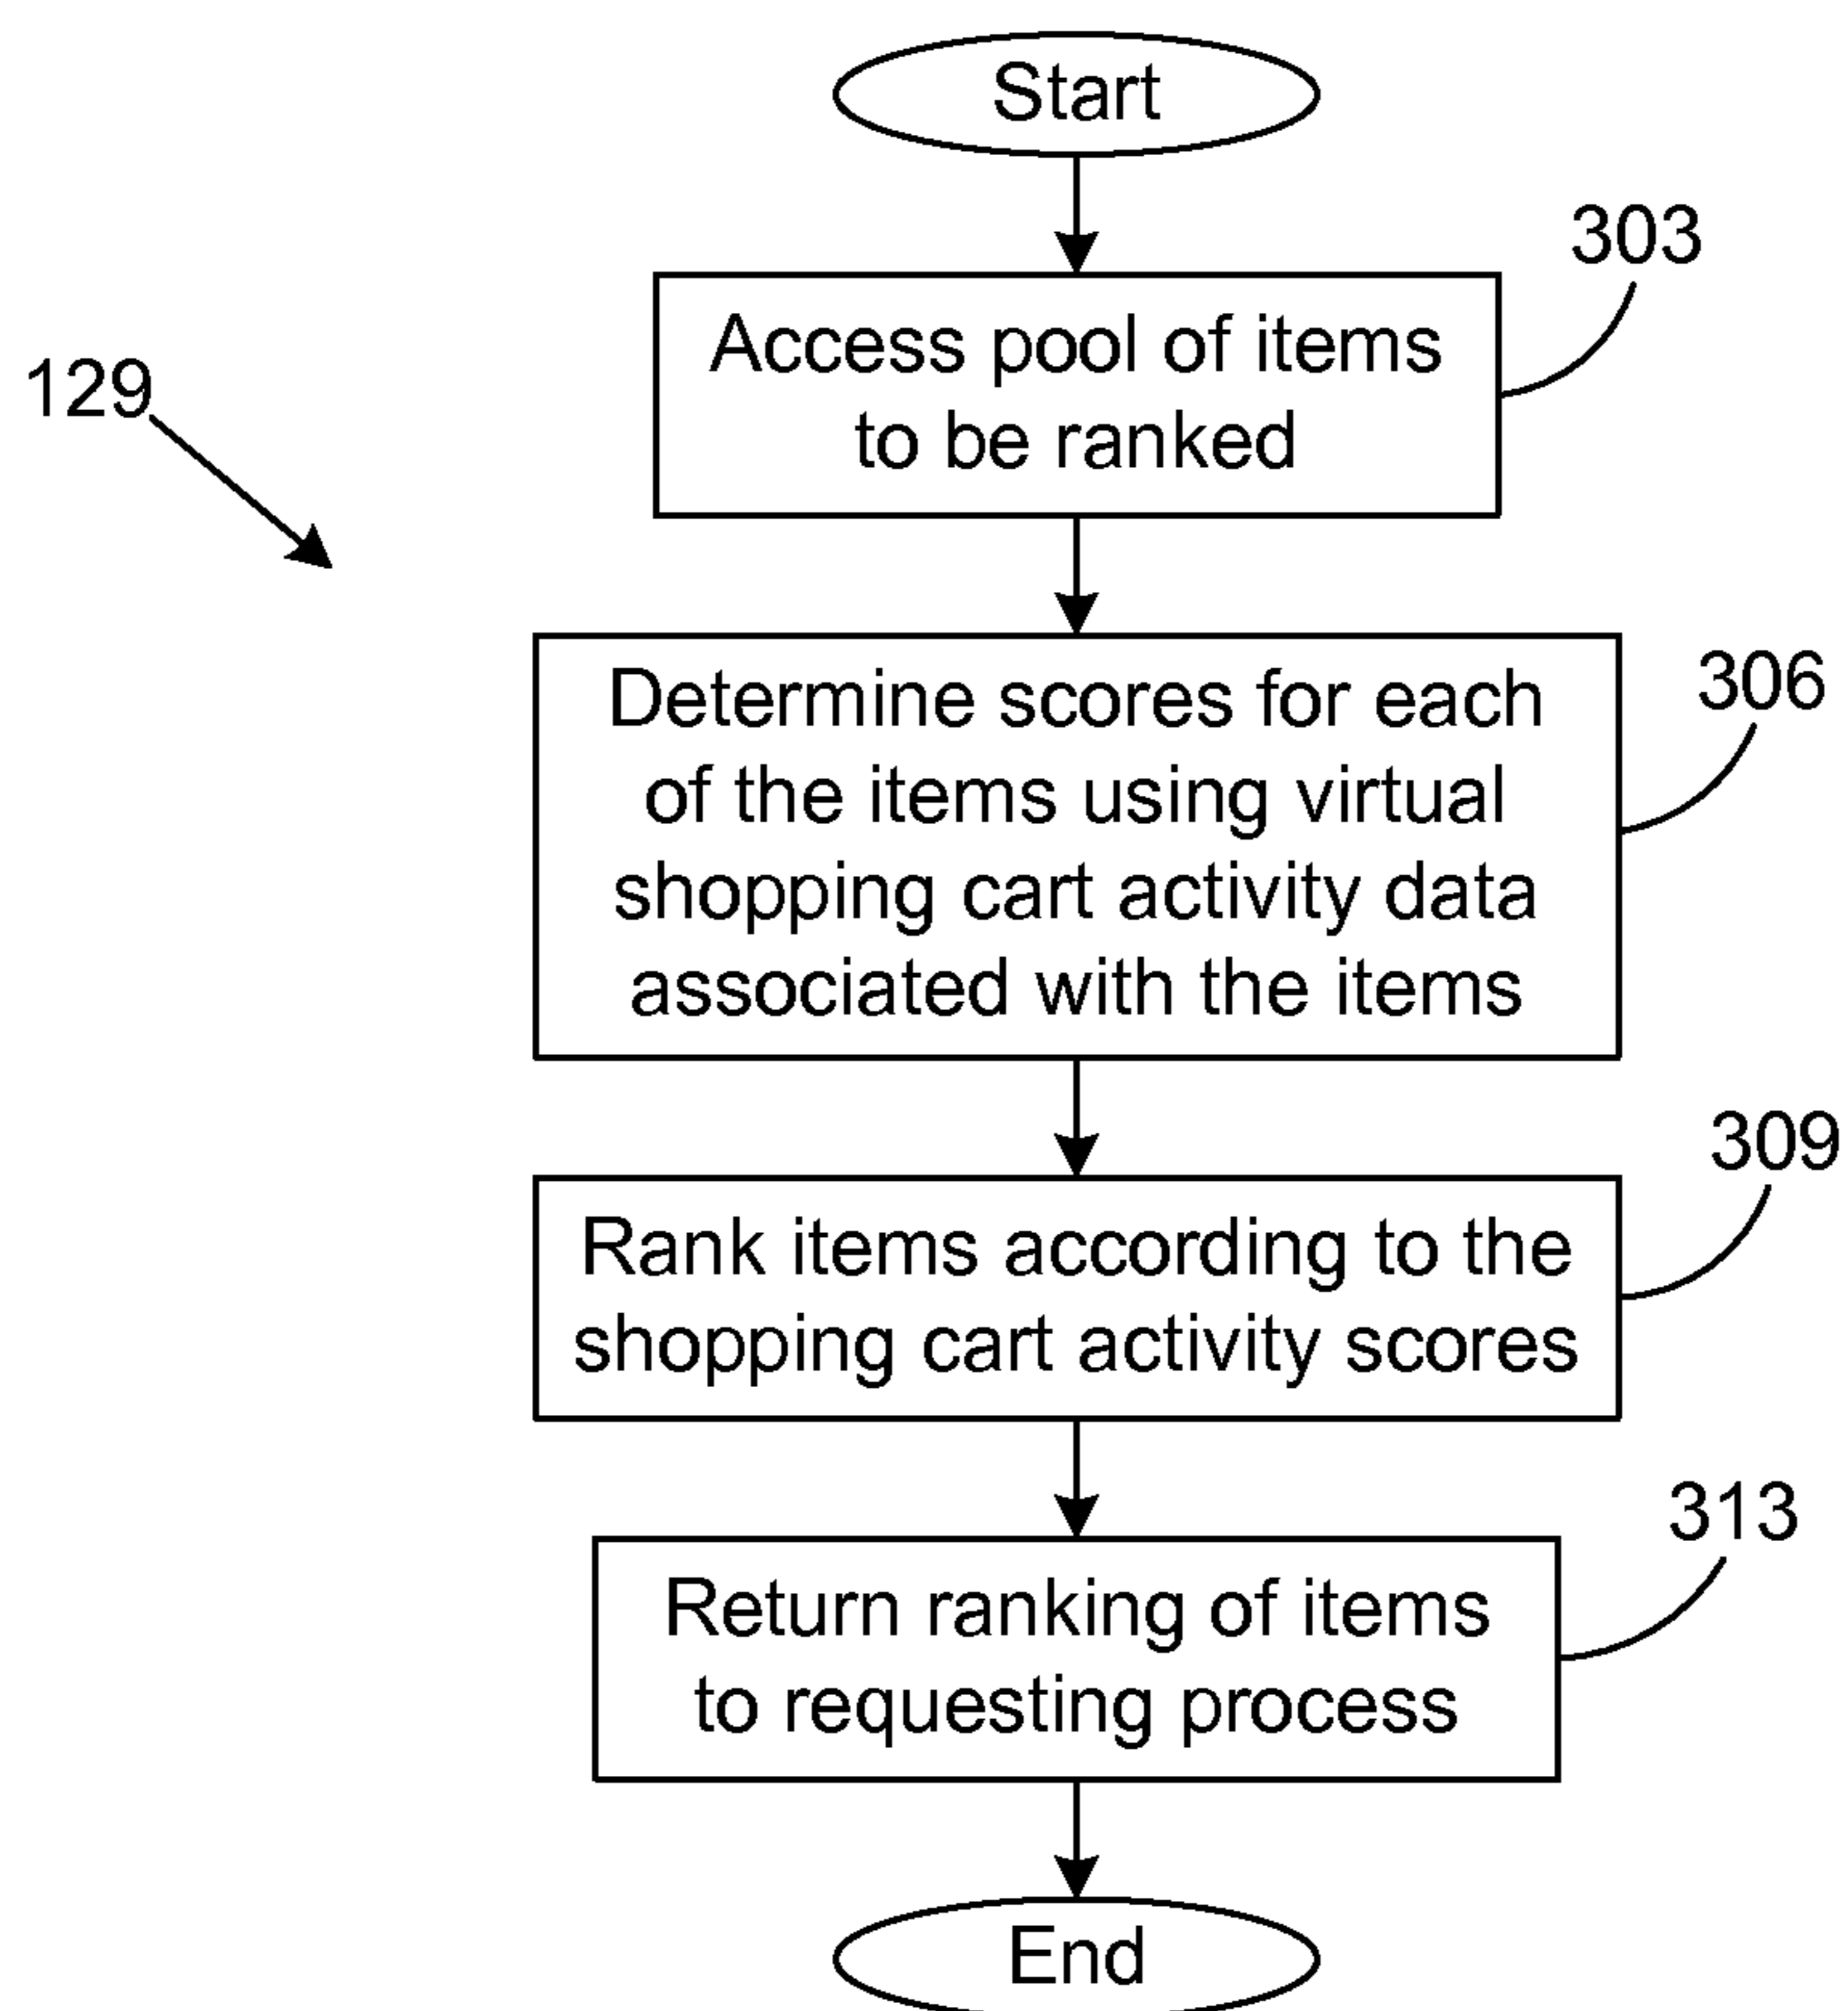 Start
303
Access pool of items
to be ranked
129
306
Determine scores for each
of the items using virtual
shopping cart activity data
associated with the items
309
Rank items according to the
shopping cart activity scores
313
Return ranking of items
to requesting process
End